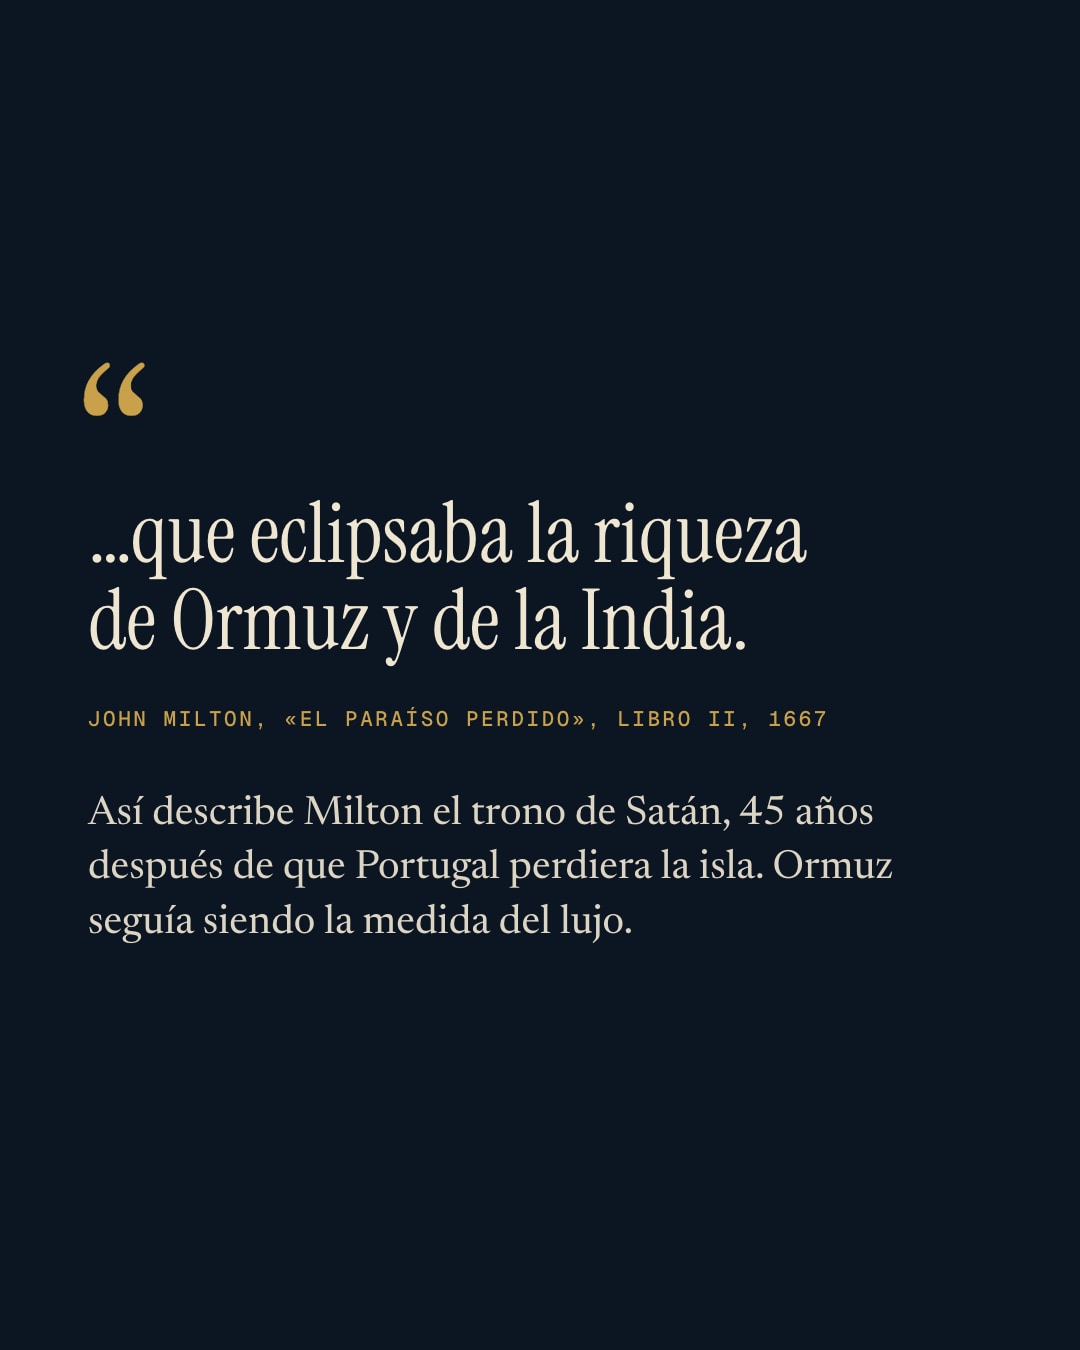 “
…que eclipsaba la riqueza
de Ormuz y de la India.
JOHN MILTON, «EL PARAÍSO PERDIDO», LIBRO II, 1667
Así describe Milton el trono de Satán, 45 años
después de que Portugal perdiera la isla. Ormuz
seguía siendo la medida del lujo.